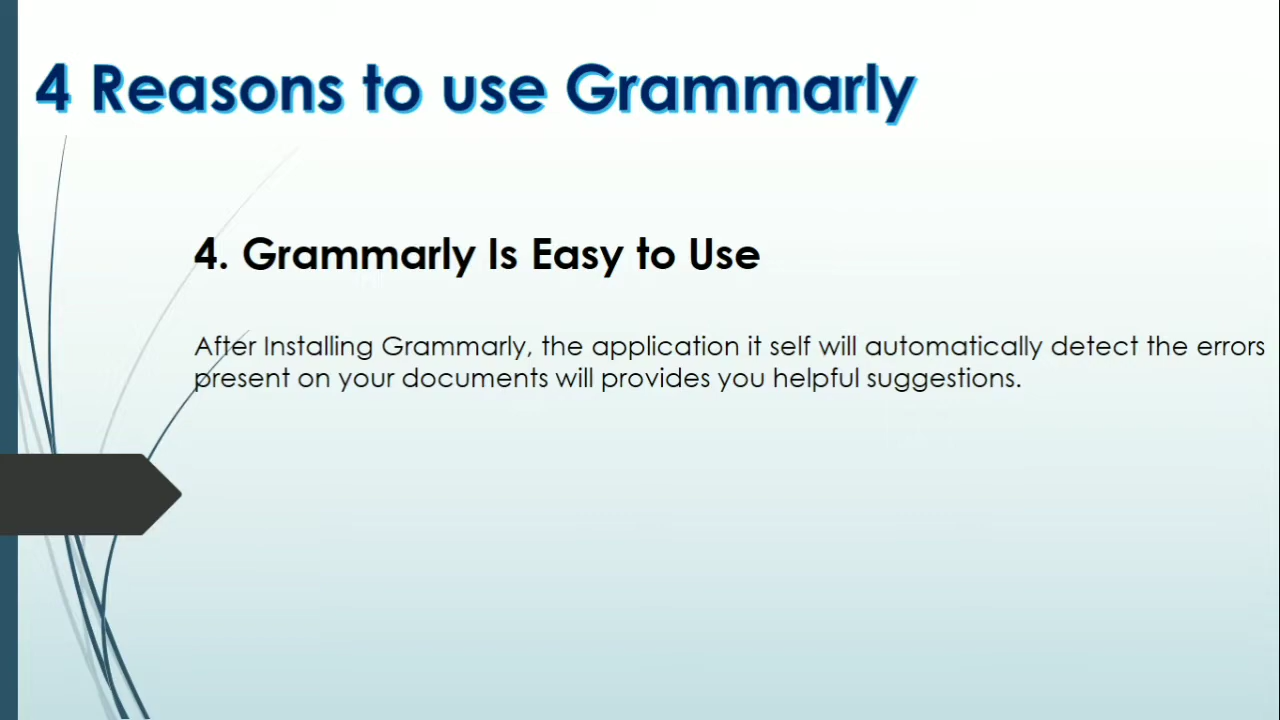 4 Reasons to use Grammarly
4. Grammarly Is Easy to Use
After Installing Grammarly, the application it self will automatically detect the errors
present on your documents will provides you helpful suggestions.